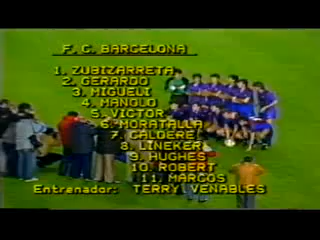 F. C. BARCELONA
1. ZUBIZARRETA
2. GERARDO
3. MIGUELI
4. MANOLO
5. VICTOR
6. MORATALLA
7. CALDERE
8. LINEKER
9. HUGHES
10. ROBERT
11. MARCOS
Entrenador: TERRY VENABLES